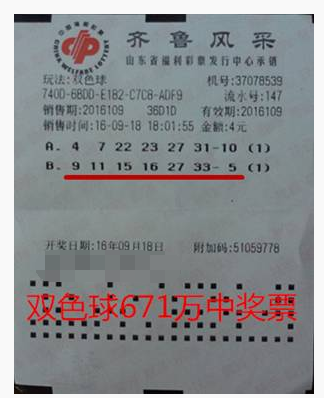 中国福利彩票
CHINA WELFARE LOTTERY
齐鲁风采
山东省福利彩票发行中心承销
玩法:双色球 机号:37078539
740D-6BDD-E182-C7C8-ADF9 流水号:147
销售期:2016109 36D1D 有效期:2016109
销售时间:16-09-18 18:01:55 金额:4元
A. 4 7 22 23 27 31-10 (1)
B. 9 11 15 16 27 33- 5 (1)
开奖日期:16年09月18日 附加码:51059778
双色球671万中奖票